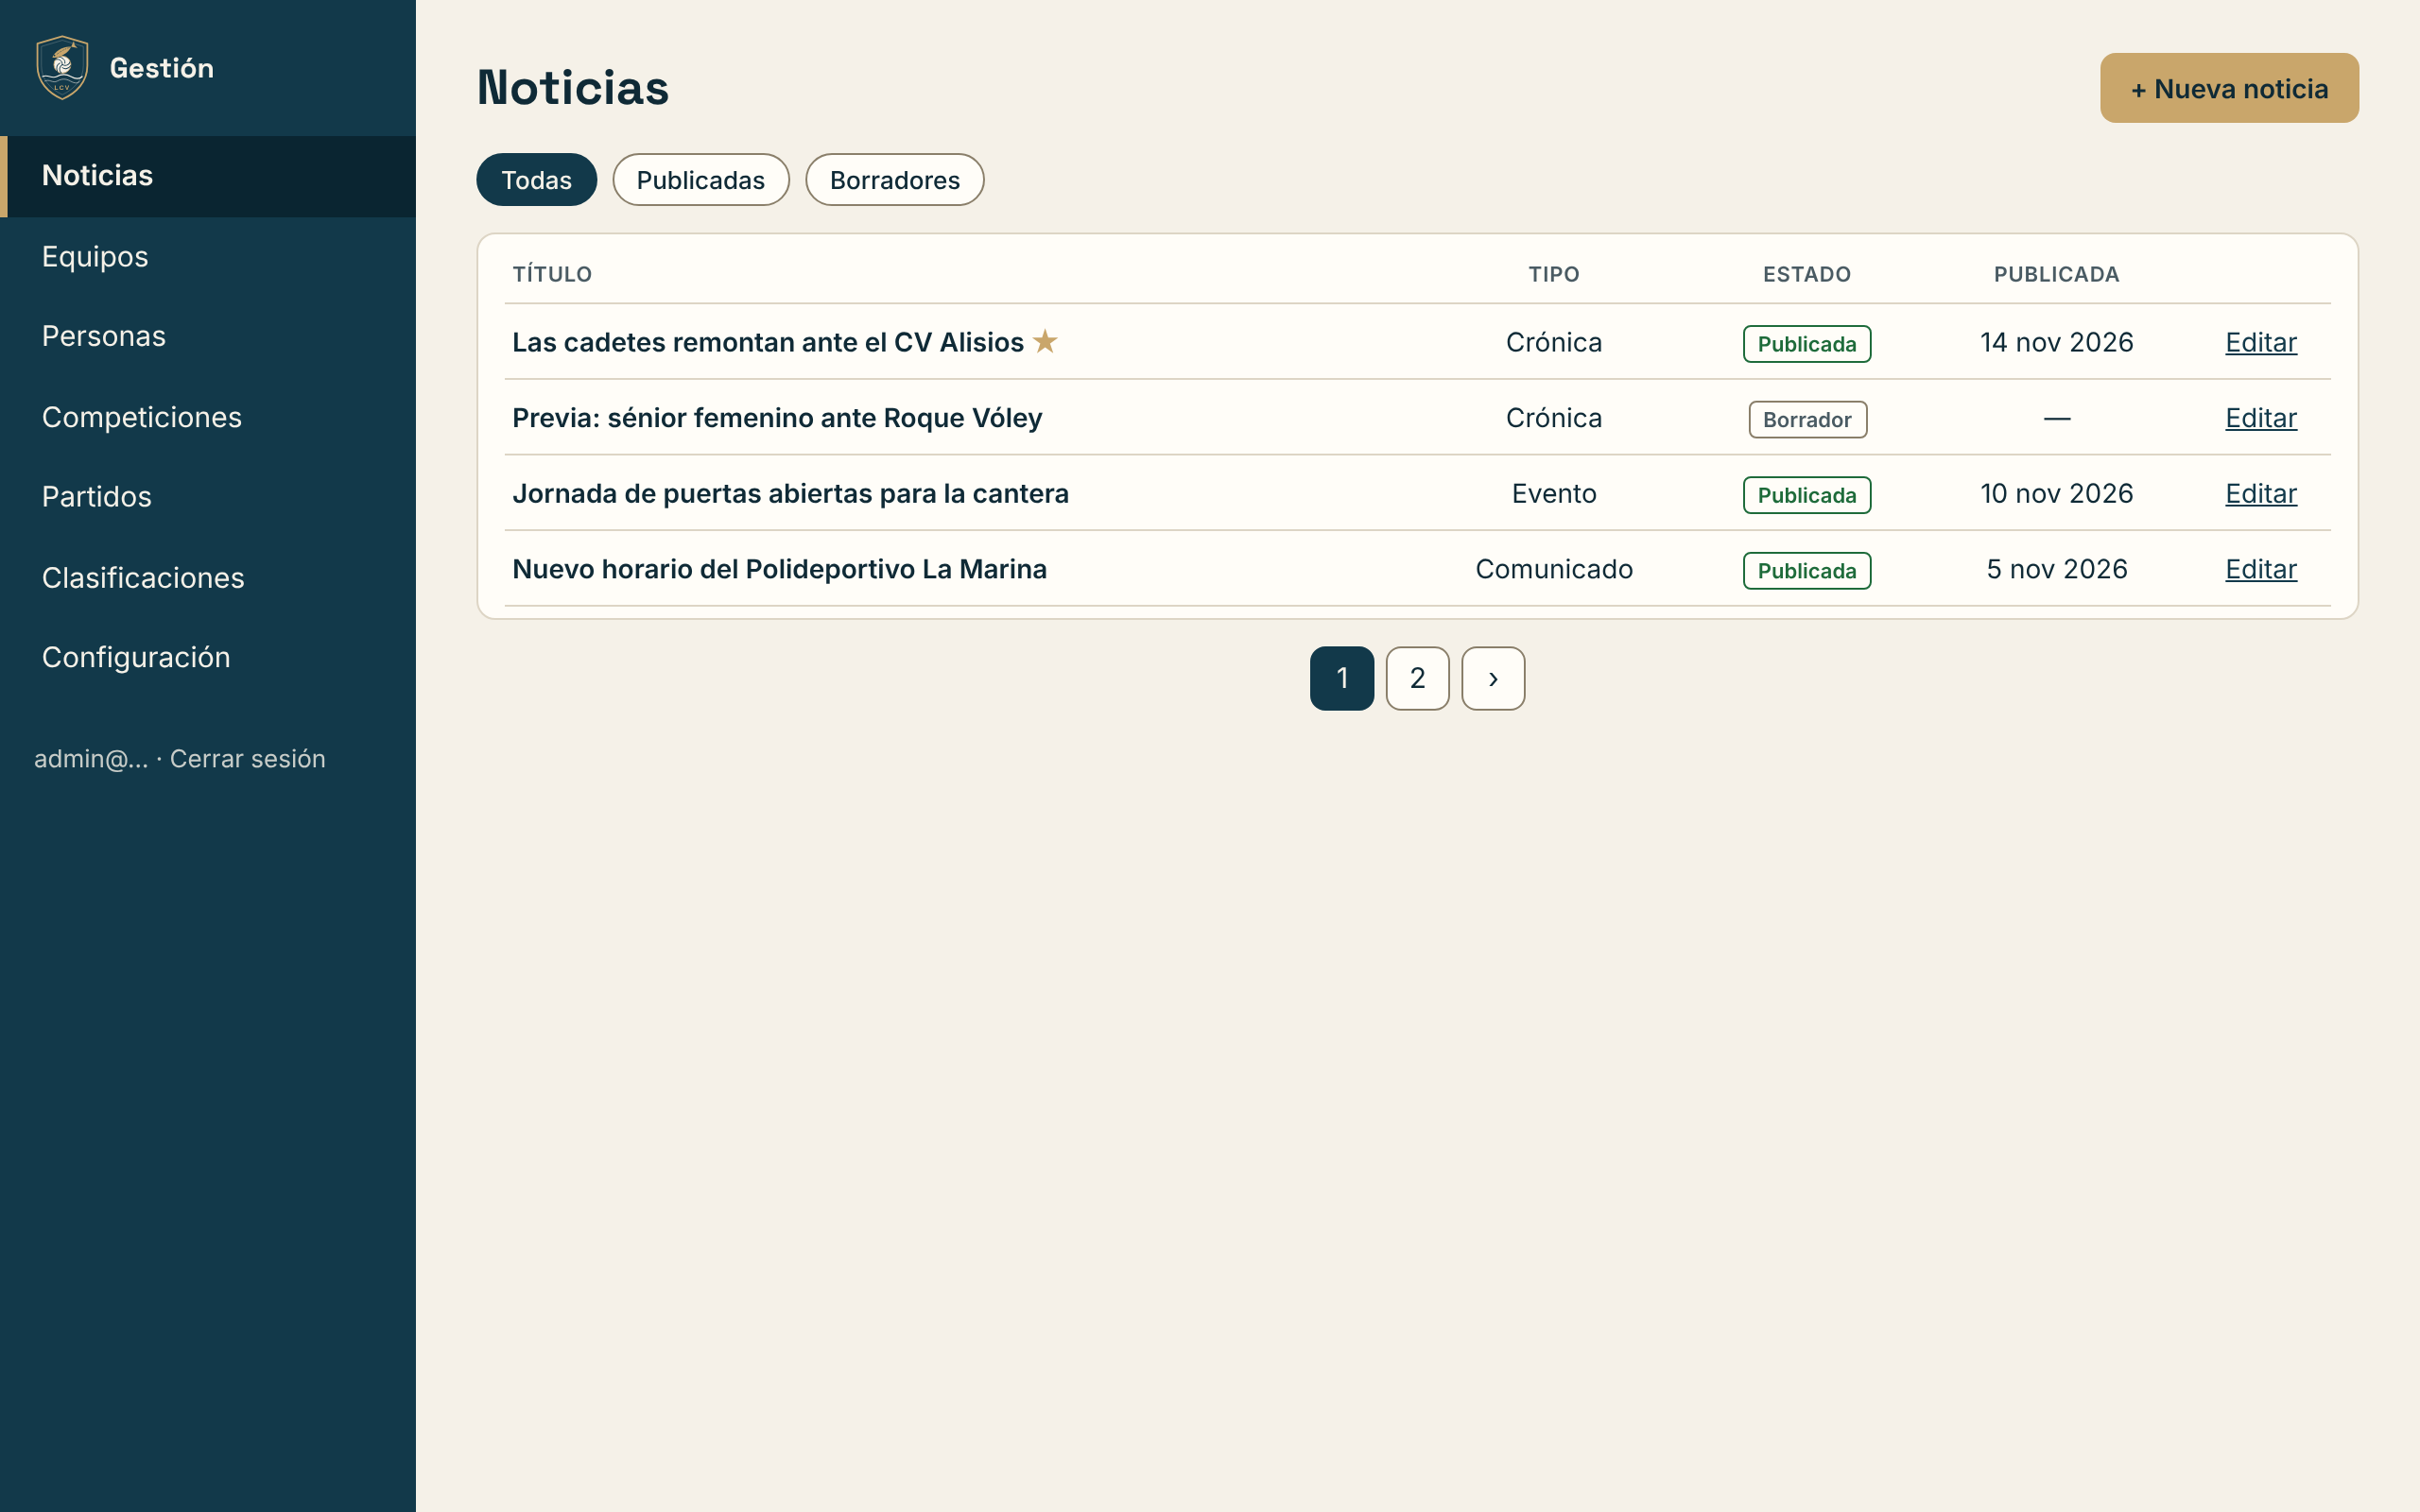 LCV
Gestión
Noticias
Equipos
Personas
Competiciones
Partidos
Clasificaciones
Configuración
admin@... · Cerrar sesión
Noticias
+ Nueva noticia
Todas Publicadas Borradores
TÍTULO TIPO ESTADO PUBLICADA
Las cadetes remontan ante el CV Alisios ★ Crónica Publicada 14 nov 2026 Editar
Previa: sénior femenino ante Roque Vóley Crónica Borrador — Editar
Jornada de puertas abiertas para la cantera Evento Publicada 10 nov 2026 Editar
Nuevo horario del Polideportivo La Marina Comunicado Publicada 5 nov 2026 Editar
1 2 ›